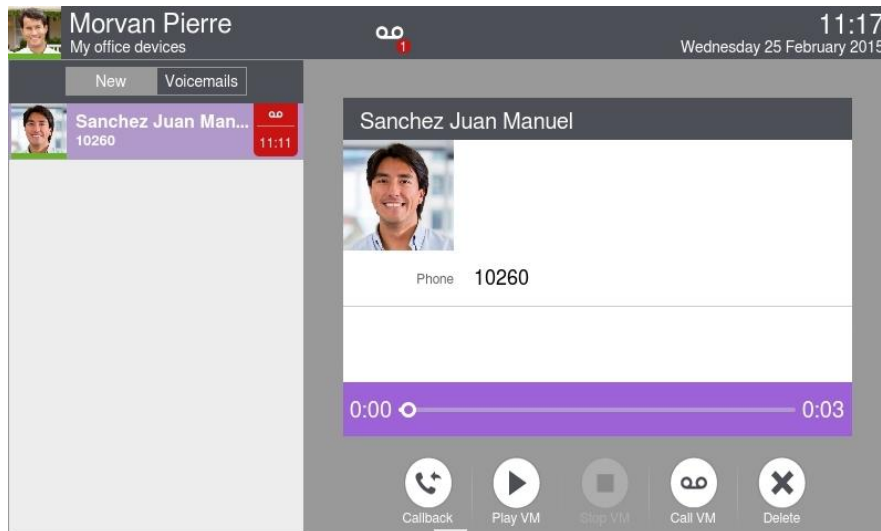 Morvan Pierre
My office devices
1
11:17
Wednesday 25 February 2015
New
Voicemails
Sanchez Juan Man...
10260
11:11
Sanchez Juan Manuel
Phone 10260
0:00
0:03
Callback
Play VM
Stop VM
Call VM
Delete